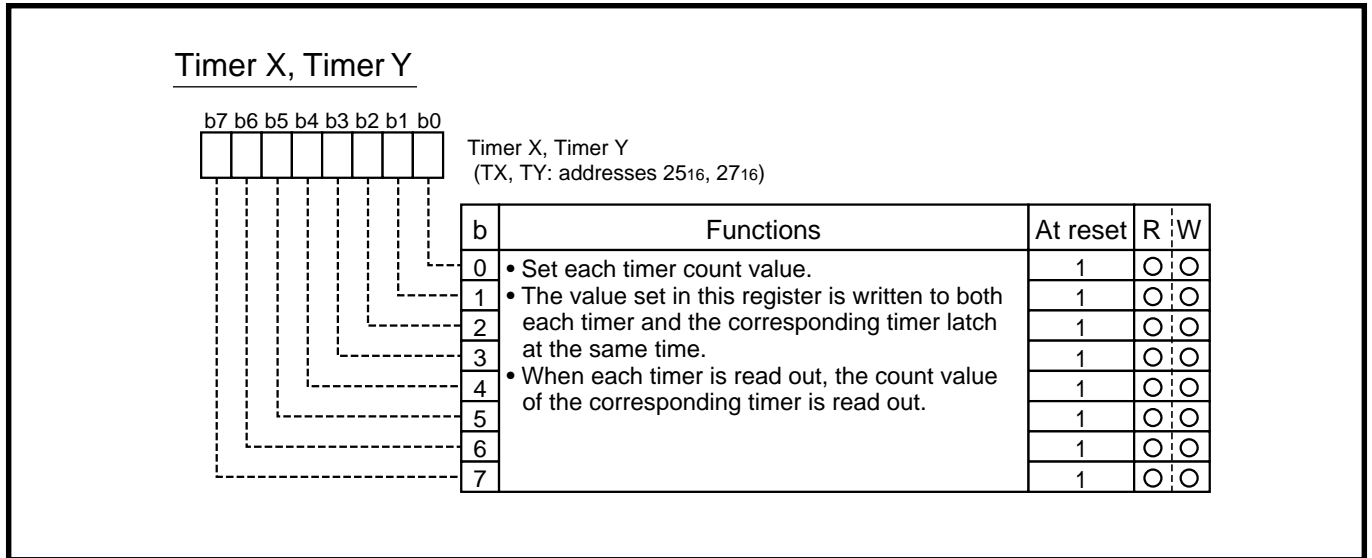 Timer X, Timer Y
b7 b6 b5 b4 b3 b2 b1 b0
Timer X, Timer Y
(TX, TY: addresses 2516, 2716)
b Functions At reset R W
0 • Set each timer count value. 1 O O
1 • The value set in this register is written to both 1 O O
2 each timer and the corresponding timer latch 1 O O
3 at the same time. 1 O O
4 • When each timer is read out, the count value 1 O O
5 of the corresponding timer is read out. 1 O O
6 1 O O
7 1 O O